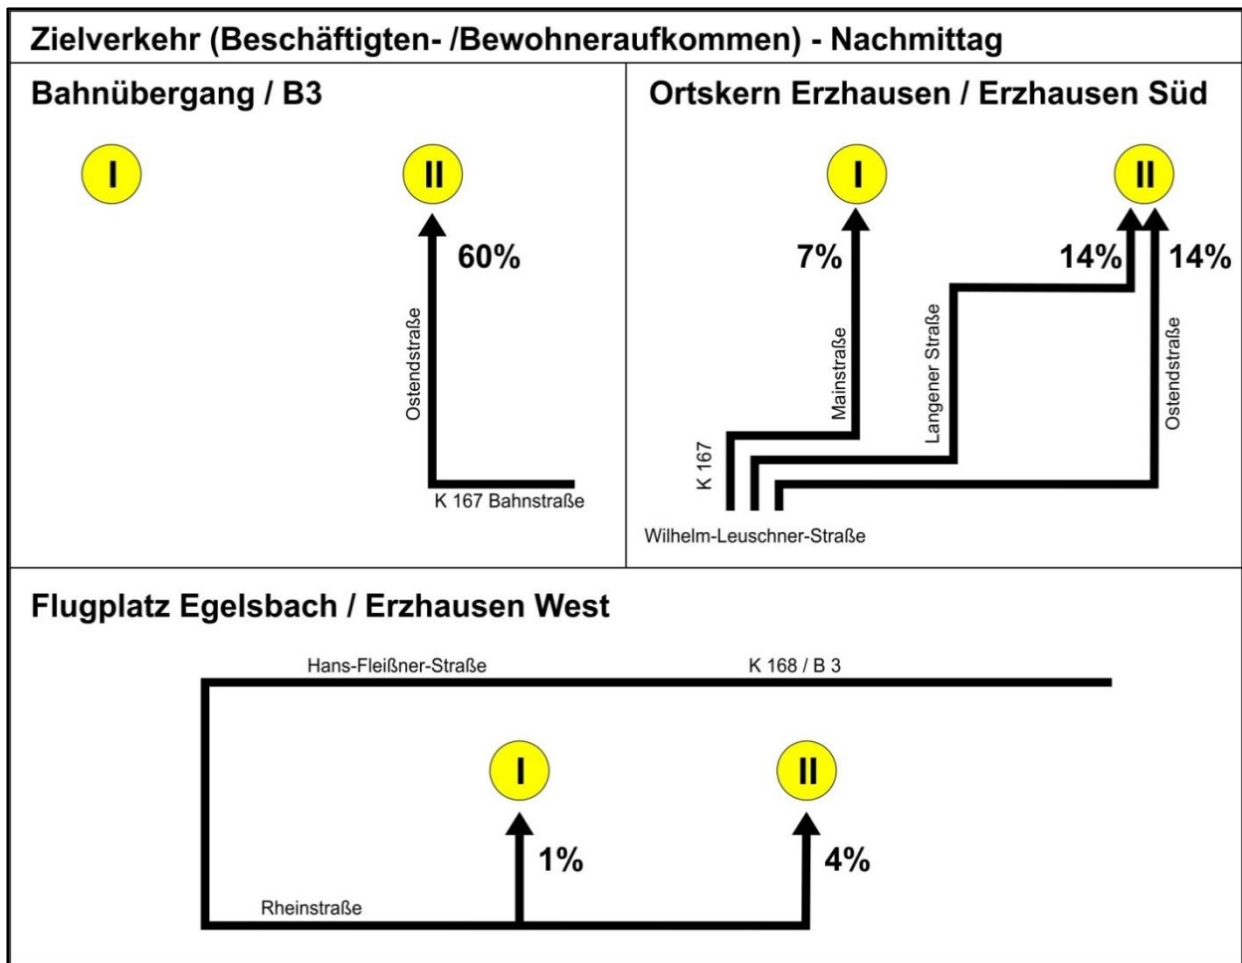 Zielverkehr (Beschäftigten- /Bewohneraufkommen) - Nachmittag
Bahnübergang / B3
I
II
60%
Ostendstraße
K 167 Bahnstraße
Ortskern Erzhausen / Erzhausen Süd
I
II
7%
14%
14%
Mainstraße
Langener Straße
Ostendstraße
K 167
Wilhelm-Leuschner-Straße
Flugplatz Egelsbach / Erzhausen West
Hans-Fleißner-Straße
K 168 / B 3
I
II
1%
4%
Rheinstraße